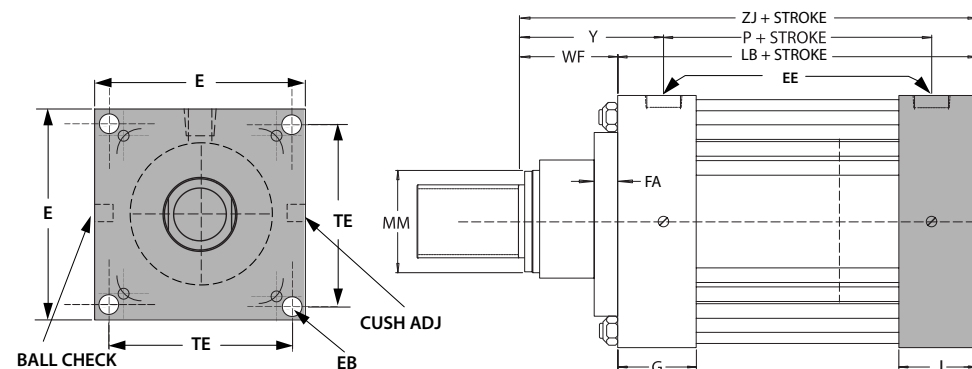 ZJ + STROKE
Y
P + STROKE
WF
LB + STROKE
E
EE
E
TE
MM
FA
CUSH ADJ
BALL CHECK
TE
EB
G
J